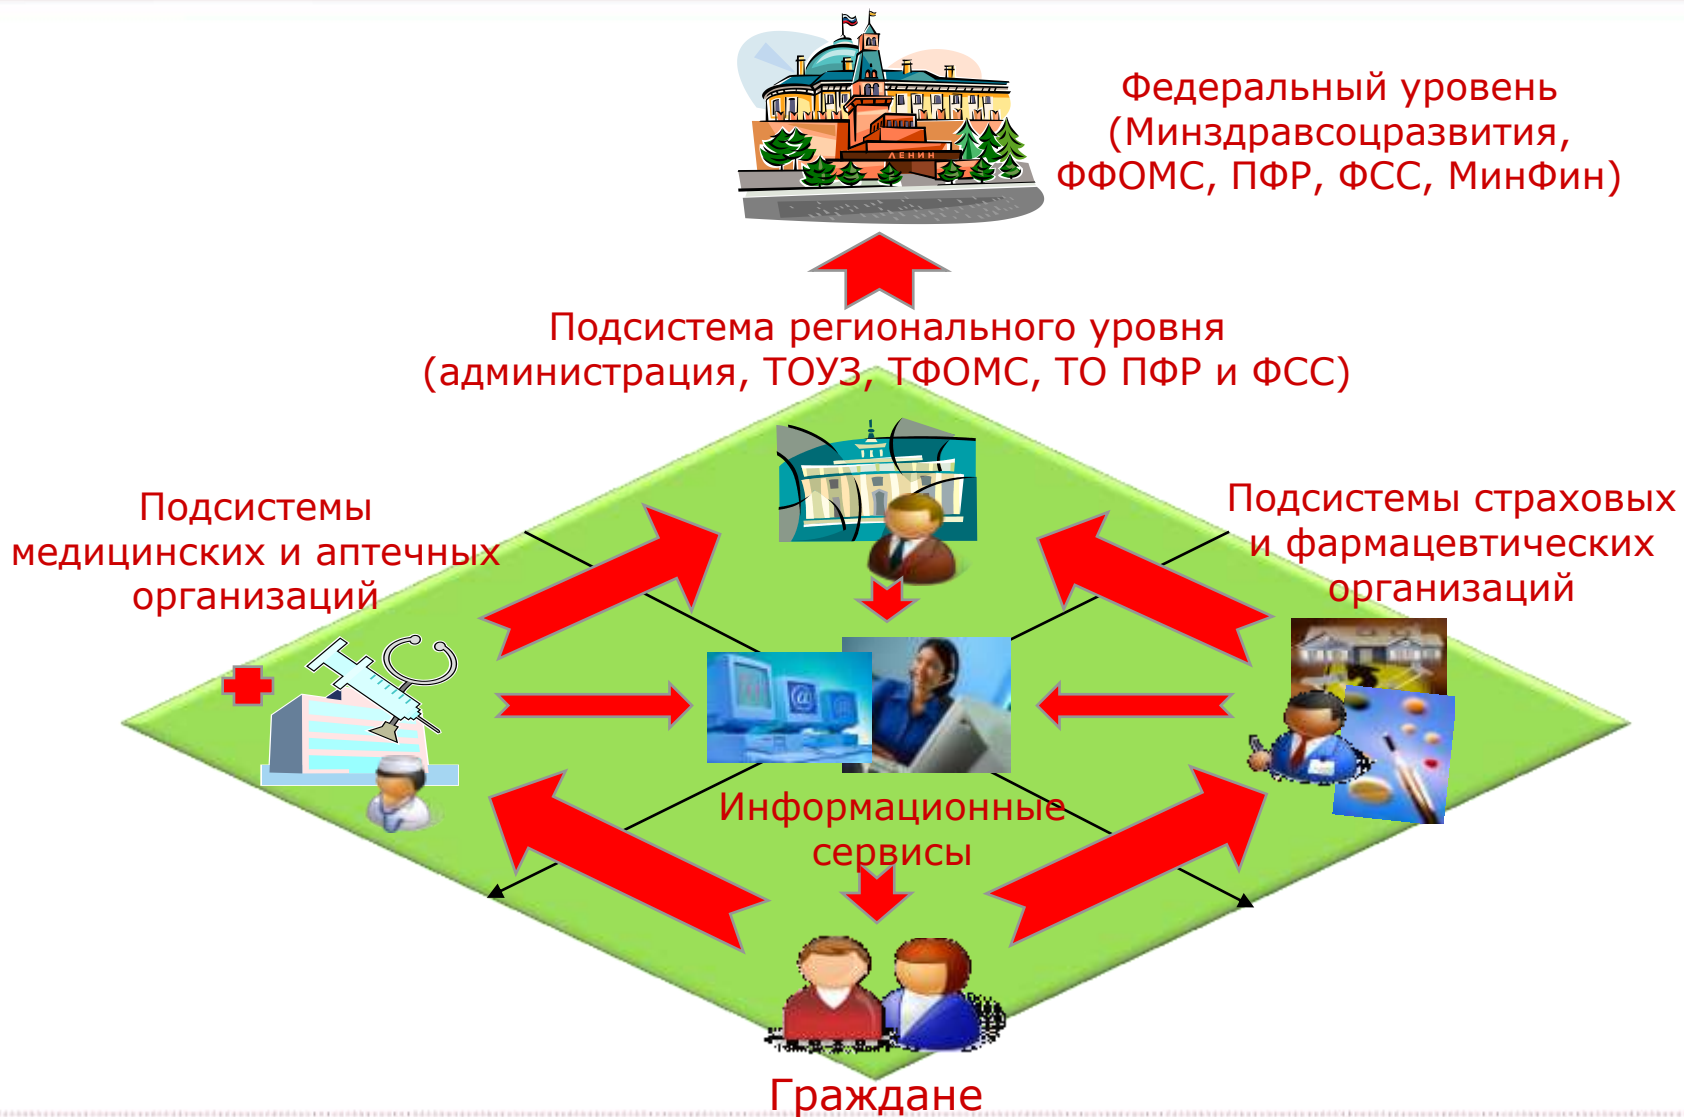 ЛЕНИН
Федеральный уровень
(Минздравсоцразвития,
ФФОМС, ПФР, ФСС, МинФин)
Подсистема регионального уровня
(администрация, ТОУЗ, ТФОМС, ТО ПФР и ФСС)
Подсистемы
медицинских и аптечных
организаций
Подсистемы страховых
и фармацевтических
организаций
@
Информационные
сервисы
Граждане